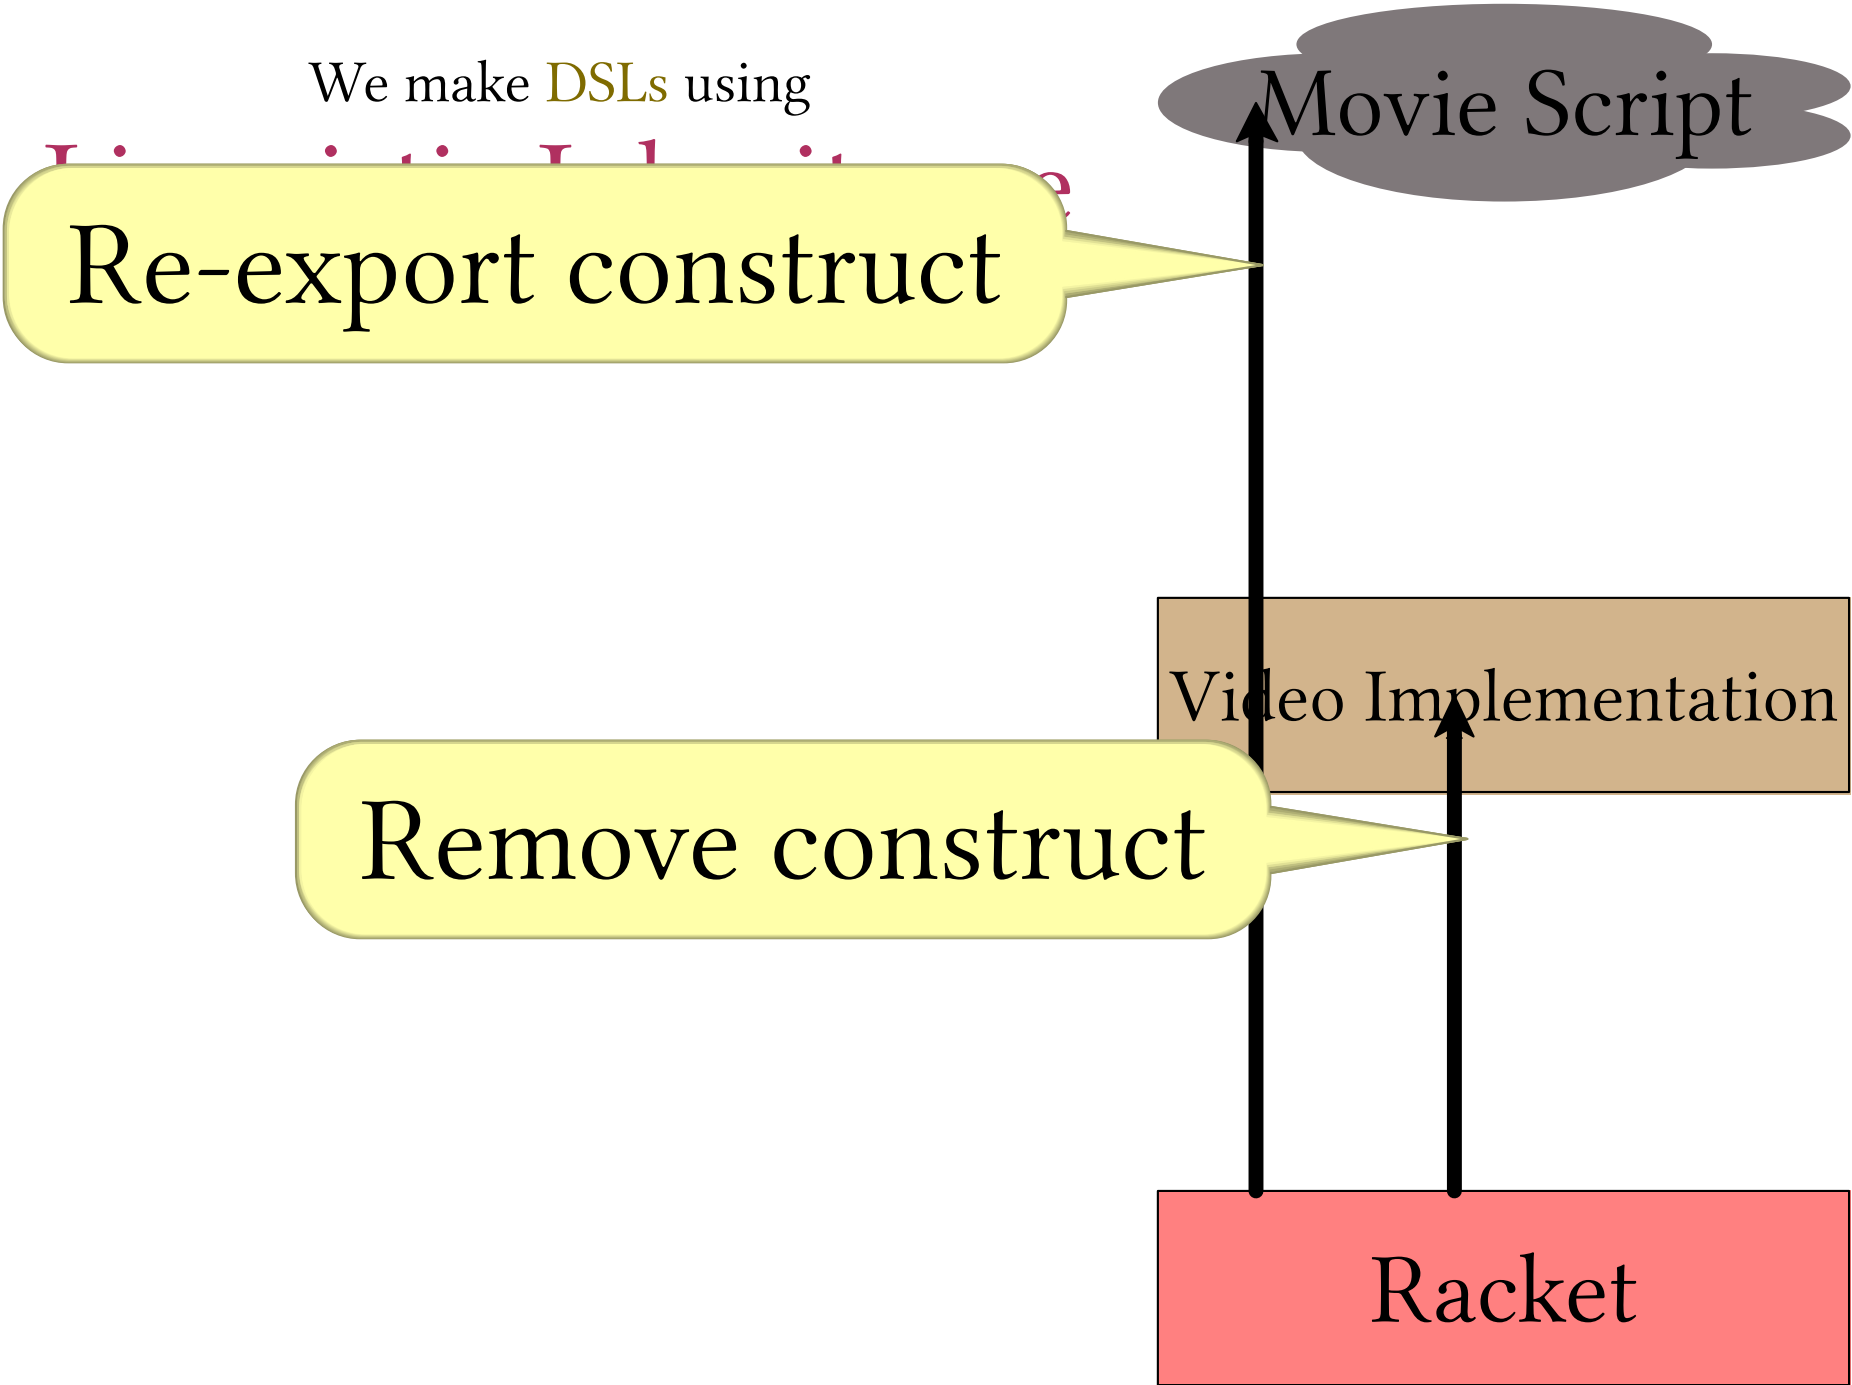 We make DSLs using
Movie Script
Re-export construct
Video Implementation
Remove construct
Racket